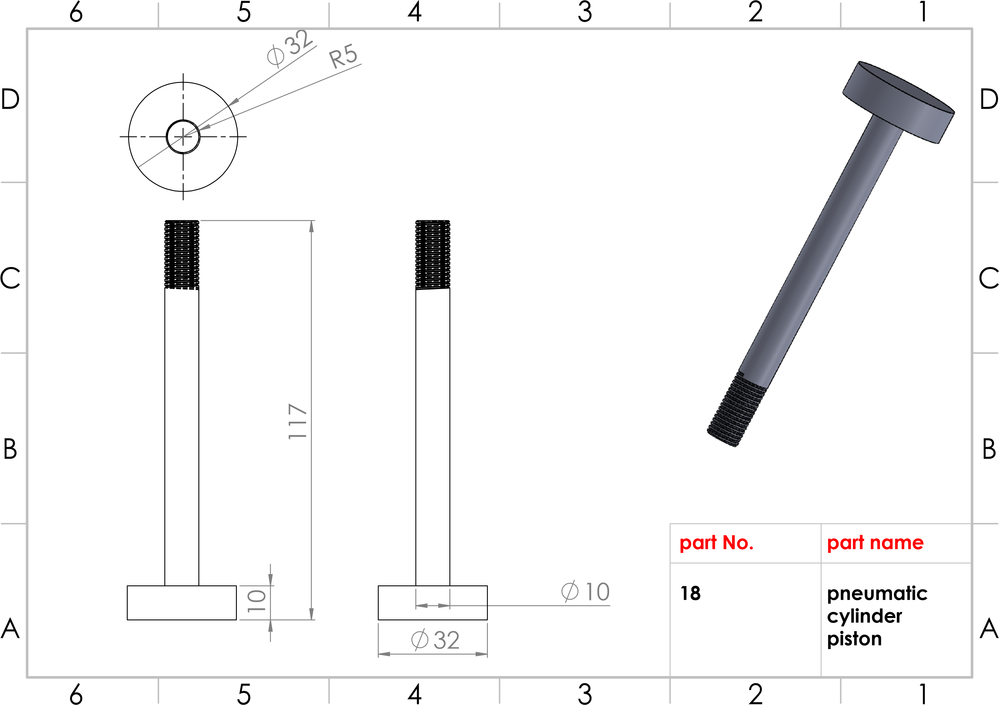 6 5 4 3 2 1
⌀32
R5
D D
C C
117
B B
part No. part name
10
⌀10
18 pneumatic
cylinder
piston
⌀32
A A
6 5 4 3 2 1